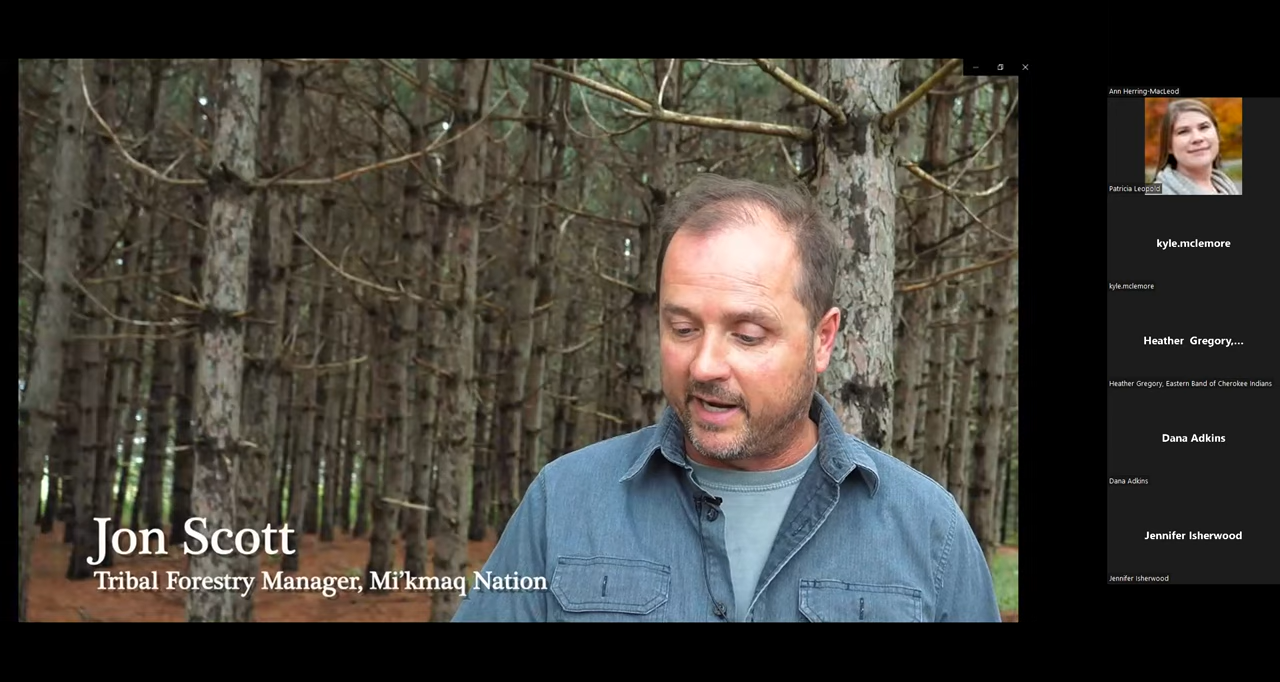 Jon Scott
Tribal Forestry Manager, Mi'kmaq Nation
Ann Herring-MacLeod
Patricia Leopold
kyle.mclemore
kyle.mclemore
Heather Gregory,...
Heather Gregory, Eastern Band of Cherokee Indians
Dana Adkins
Dana Adkins
Jennifer Isherwood
Jennifer Isherwood